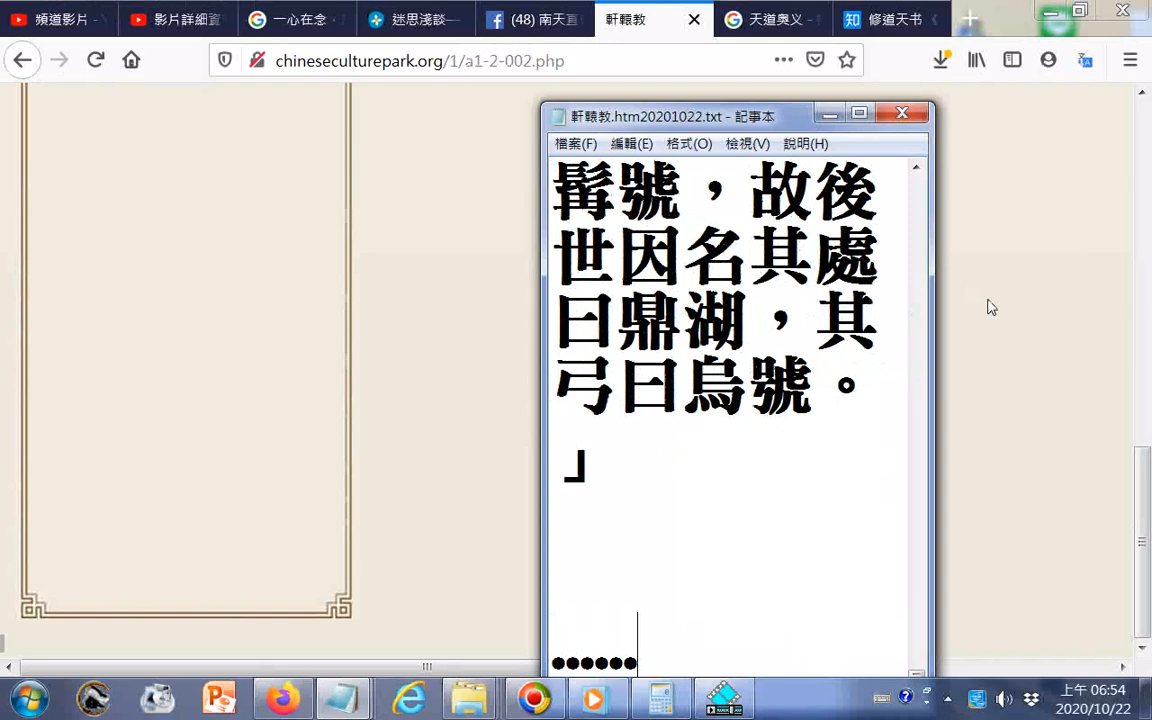 頻道影片 - Y
影片詳細資
一心在念 - 
迷思淺談—
(48) 南天直
軒轅教
天道奥义 - 
修道天书 《
chineseculturepark.org/1/a1-2-002.php
軒轅教.htm20201022.txt - 記事本
檔案(F) 編輯(E) 格式(O) 檢視(V) 說明(H)
髯號，故後
世因名其處
曰鼎湖，其
弓曰烏號。
」
●●●●●●
上午 06:54
2020/10/22